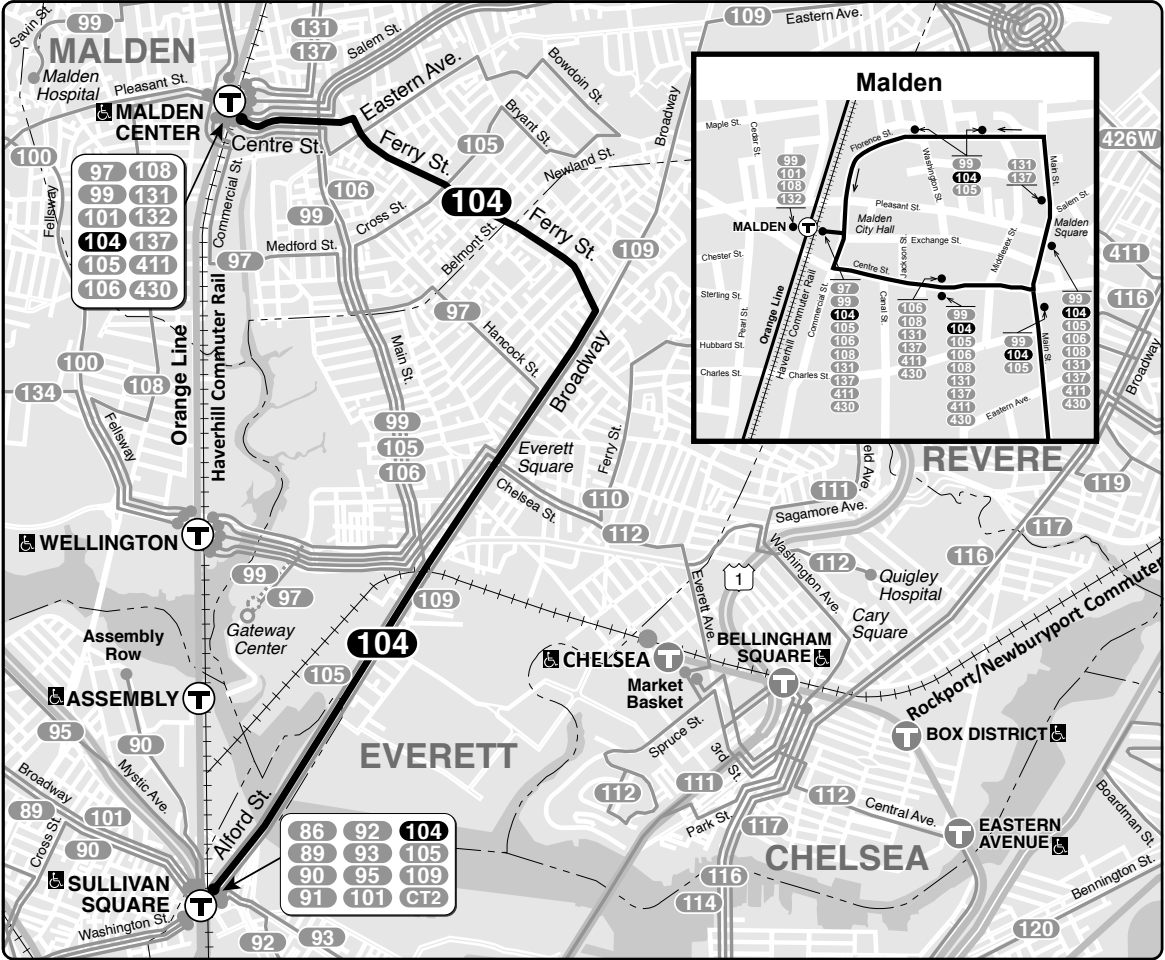 99
Savin St.
MALDEN
Malden
Hospital
Pleasant St.
131
137
Salem St.
109
Eastern Ave.
MALDEN
CENTER
Centre St.
Eastern Ave.
Ferry St.
Bowdoin St.
Bryant St.
105
Newland St.
Broadway
100
Fellsway
97 108
99 131
101 132
104 137
105 411
106 430
Commercial St.
106
99
Cross St.
Medford St.
97
Belmont St.
104
Ferry St.
109
97
Hancock St.
Main St.
Broadway
Orange Line
Haverhill Commuter Rail
100
134
108
Fellsway
99
105
106
Everett
Square
Ferry St.
Chelsea St.
110
112
WELLINGTON
99
97
Gateway
Center
109
104
105
Assembly
Row
ASSEMBLY
95
90
Mystic Ave.
Broadway
89
101
90
Cross St.
Alford St.
EVERETT
SULLIVAN
SQUARE
Washington St.
92
93
86 92 104
89 93 105
90 95 109
91 101 CT2
Malden
Maple St.
Cedar St.
Florence St.
Washington St.
Main St.
99
101
108
132
99
104
105
131
137
Salem St.
Pleasant St.
MALDEN
Malden
City Hall
Malden
Square
Jackson St.
Exchange St.
Middlesex St.
Chester St.
Centre St.
Sterling St.
Pearl St.
Orange Line
Haverhill Commuter Rail
Commercial St.
Canal St.
Hubbard St.
Charles St.
Charles St.
97
99
104
105
106
108
131
137
411
430
106
108
131
137
411
430
99
104
105
106
108
131
137
411
430
99
104
105
Main St.
Eastern Ave.
99
104
105
106
108
131
137
411
430
426W
411
116
Broadway
REVERE
119
117
116
111
Sagamore Ave.
eld Ave.
Washington Ave.
112
Quigley
Hospital
Cary
Square
1
Everett Ave.
BELLINGHAM
SQUARE
CHELSEA
Market
Basket
Rockport/Newburyport Commuter
BOX DISTRICT
Spruce St.
3rd St.
112
111
Park St.
117
112
Central Ave.
EASTERN
AVENUE
CHELSEA
116
114
Boardman St.
Bennington St.
120